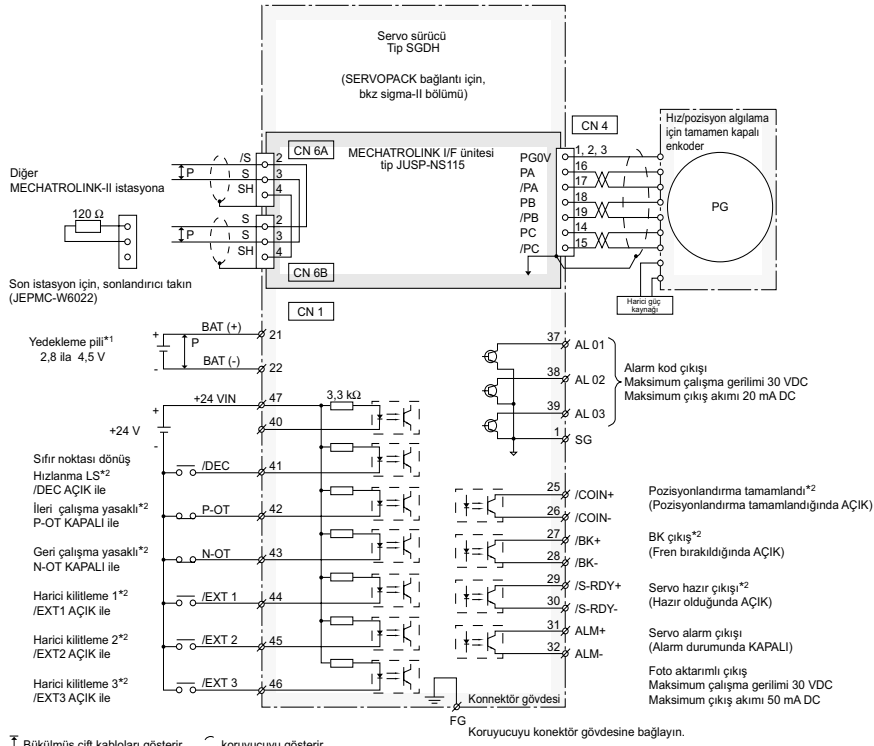 Servo sürücü
Tip SGDH
(SERVOPACK bağlantı için,
bkz sigma-II bölümü)
CN 4
Hız/pozisyon algılama
için tamamen kapalı
enkoder
CN 6A
MECHATROLINK I/F ünitesi
tip JUSP-NS115
/S
2
S
3
SH
4
P
Diğer
MECHATROLINK-II istasyona
PG0V
1, 2, 3
PA
16
/PA
17
PB
18
/PB
19
PC
14
/PC
15
PG
120 Ω
S
2
P
S
3
SH
4
CN 6B
Son istasyon için, sonlandırıcı takın
(JEPMC-W6022)
Harici güç
kaynağı
CN 1
Yedekleme pili*1
2,8 ila 4,5 V
+
-
BAT (+)
21
P
BAT (-)
22
37
AL 01
38
AL 02
39
AL 03
1
SG
Alarm kod çıkışı
Maksimum çalışma gerilimi 30 VDC
Maksimum çıkış akımı 20 mA DC
+24 VIN
47
3,3 kΩ
40
+
+24 V
-
Sıfır noktası dönüş
Hızlanma LS*2
/DEC AÇIK ile
/DEC
41
İleri çalışma yasaklı*2
P-OT KAPALI ile
P-OT
42
Geri çalışma yasaklı*2
N-OT KAPALI ile
N-OT
43
Harici kilitleme 1*2
/EXT1 AÇIK ile
/EXT 1
44
Harici kilitleme 2*2
/EXT2 AÇIK ile
/EXT 2
45
Harici kilitleme 3*2
/EXT3 AÇIK ile
/EXT 3
46
25
/COIN+
26
/COIN-
Pozisyonlandırma tamamlandı*2
(Pozisyonlandırma tamamlandığında AÇIK)
27
/BK+
28
/BK-
BK çıkış*2
(Fren bırakıldığında AÇIK)
29
/S-RDY+
30
/S-RDY-
Servo hazır çıkışı*2
(Hazır olduğunda AÇIK)
31
ALM+
32
ALM-
Servo alarm çıkışı
(Alarm durumunda KAPALI)
Foto aktarımlı çıkış
Maksimum çalışma gerilimi 30 VDC
Maksimum çıkış akımı 50 mA DC
Konnektör gövdesi
FG
Koruyucuyu konektör gövdesine bağlayın.
Bükülmüş çift kabloları gösterir
koruyucuyu gösterir